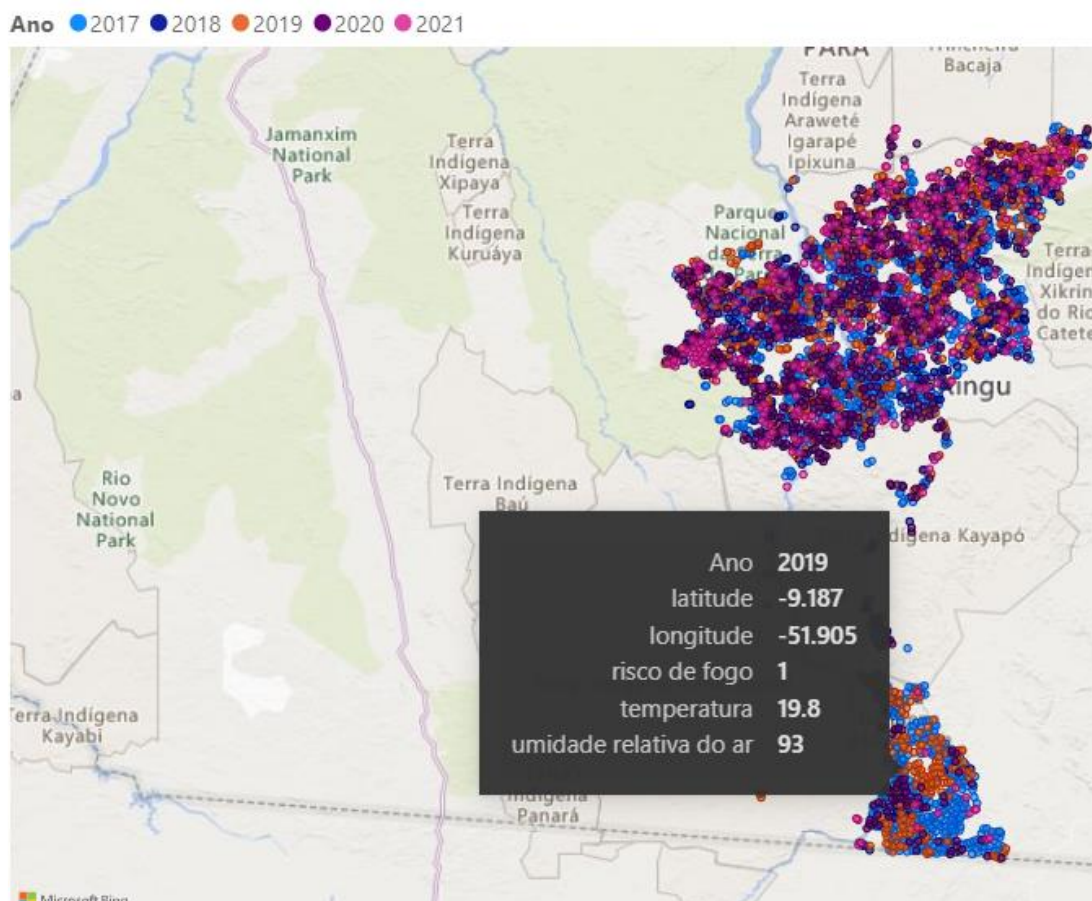 Ano 2017 2018 2019 2020 2021
PARÁ
Bacaja
Terra
Indígena
Araweté
Igarapé
Ipixuna
Jamanxim
National
Park
Terra
Indígena
Xipaya
Terra
Indígena
Kuruáya
Parque
Nacional
Terra
Xikrin
do Rio
Catete
a
Rio
Novo
National
Park
Terra Indígena
Baú
Kayapó
Ano 2019
latitude -9.187
longitude -51.905
risco de fogo 1
temperatura 19.8
umidade relativa do ar 93
Terra Indígena
Kayabi
Indígena
Panará
Microsoft Bing